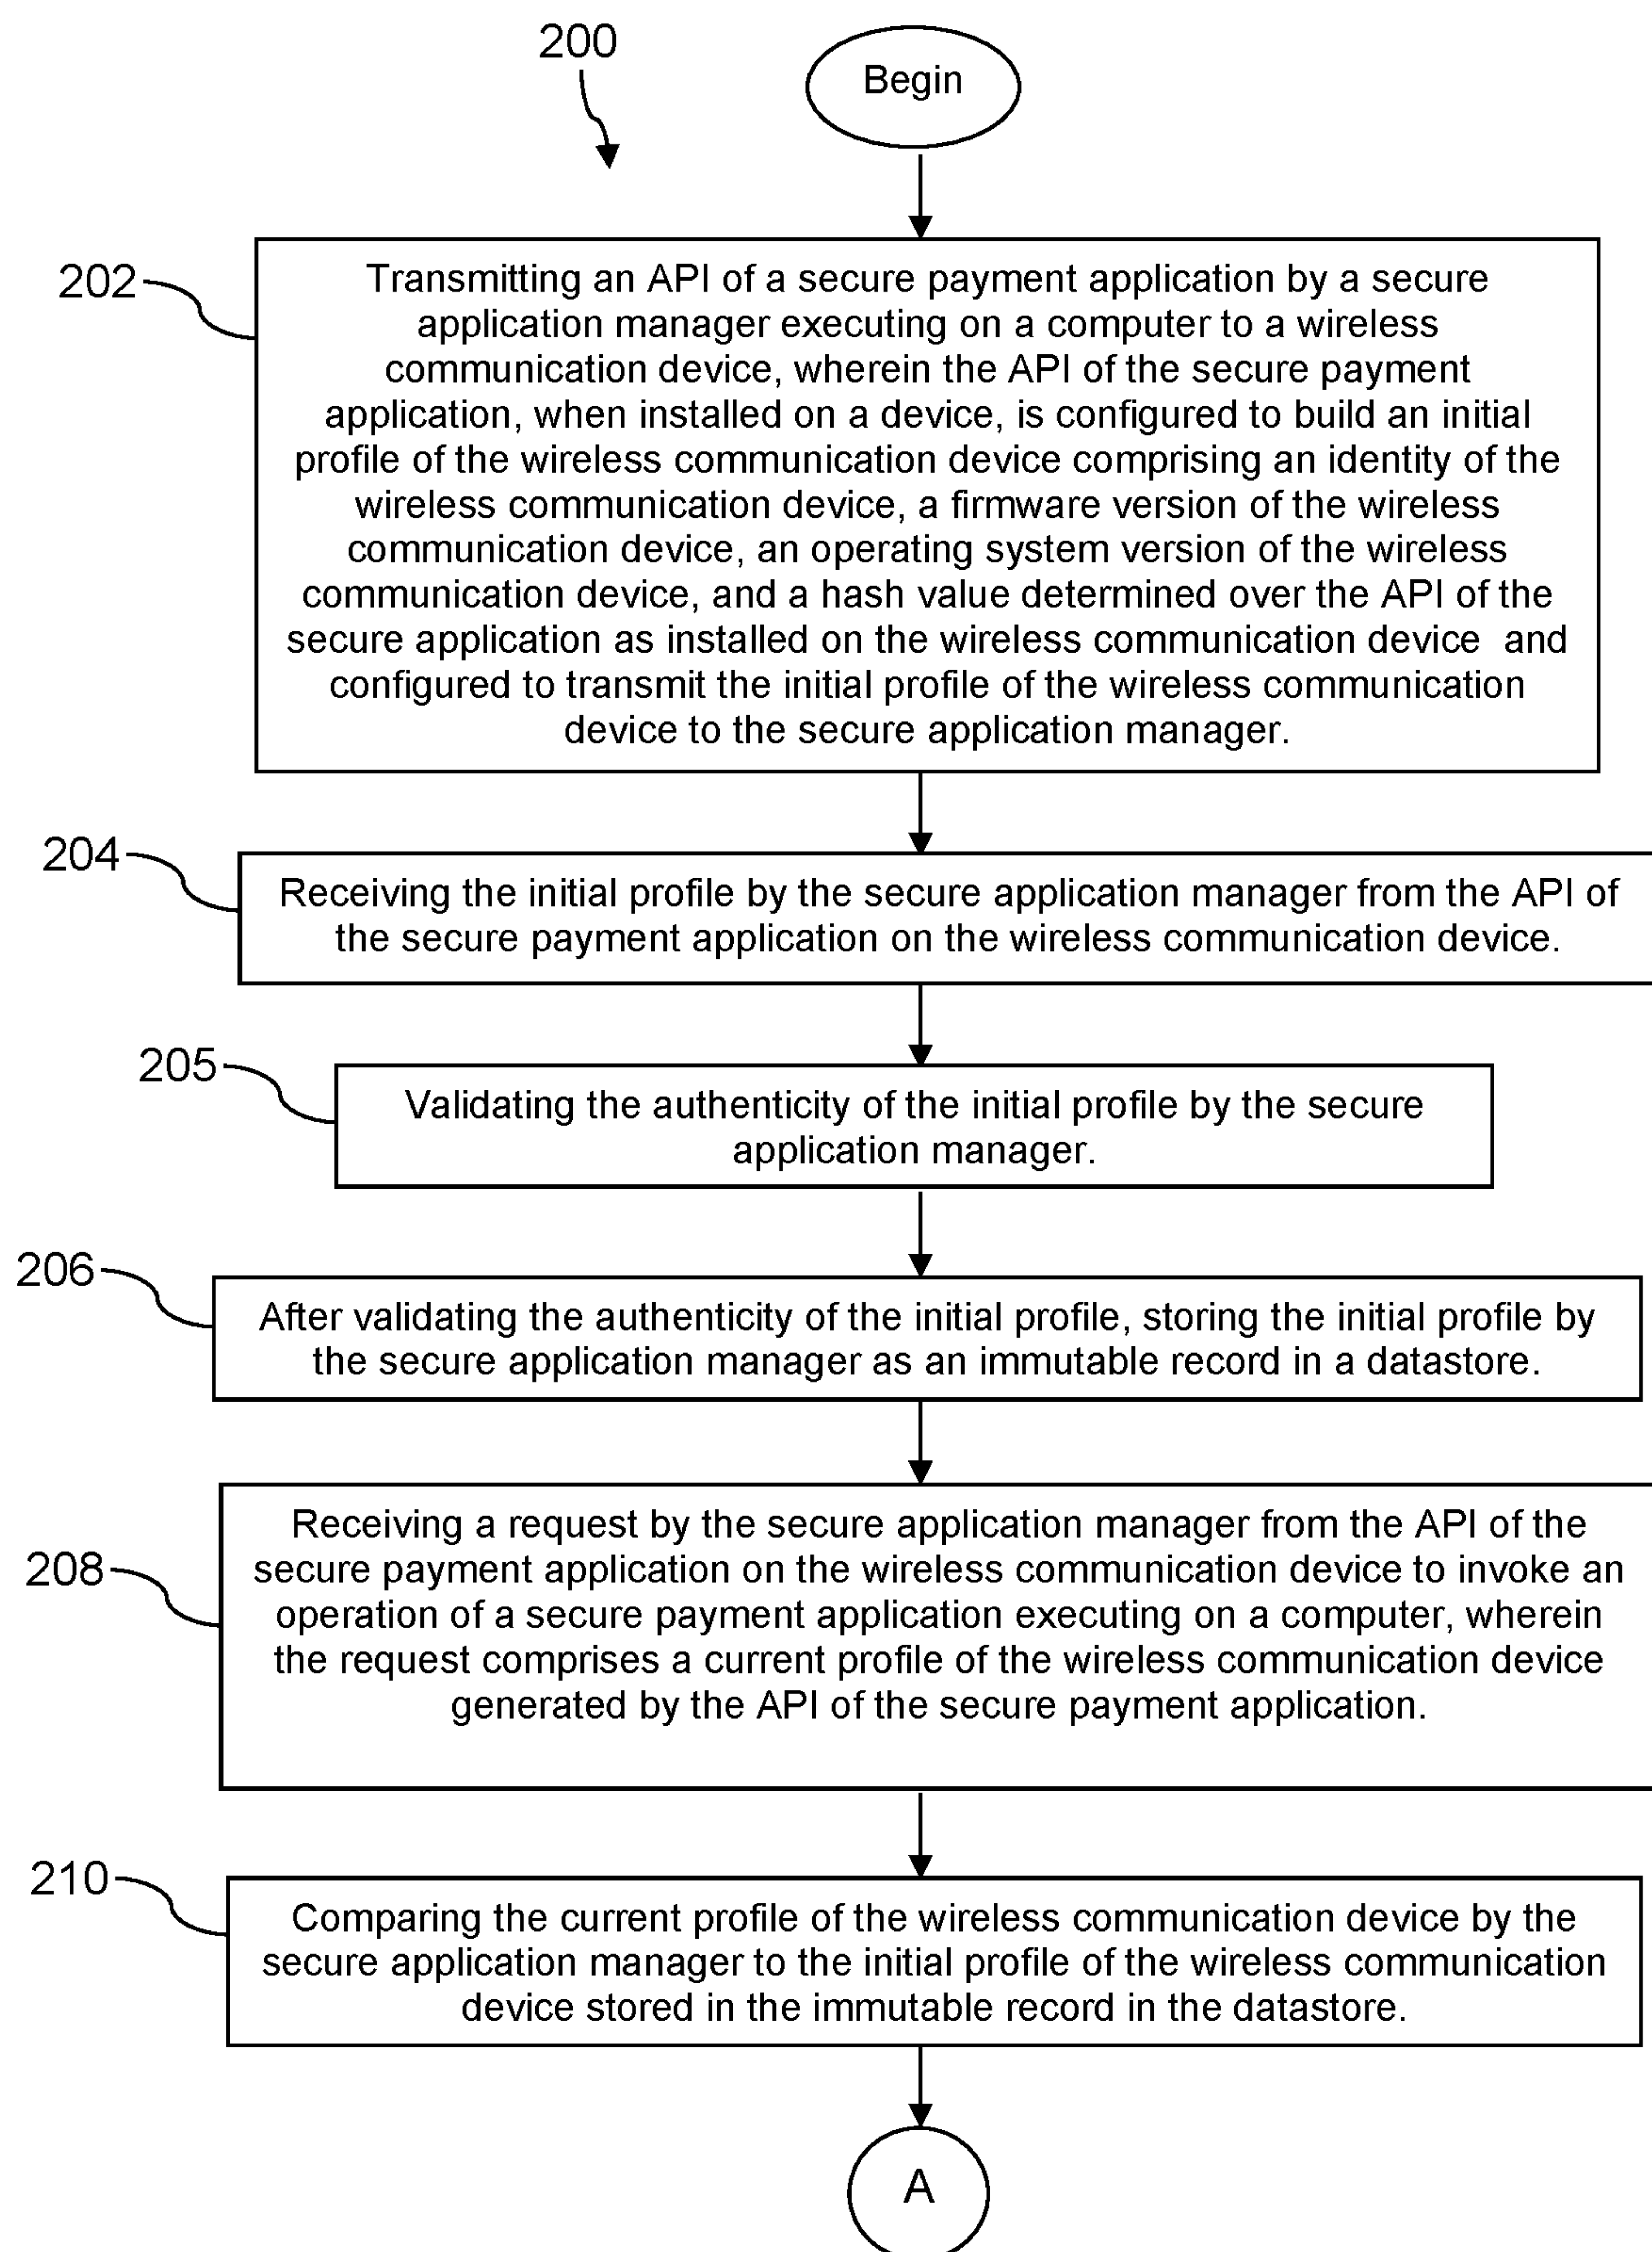 200
Begin
202
Transmitting an API of a secure payment application by a secure
application manager executing on a computer to a wireless
communication device, wherein the API of the secure payment
application, when installed on a device, is configured to build an initial
profile of the wireless communication device comprising an identity of the
wireless communication device, a firmware version of the wireless
communication device, an operating system version of the wireless
communication device, and a hash value determined over the API of the
secure application as installed on the wireless communication device and
configured to transmit the initial profile of the wireless communication
device to the secure application manager.
204
Receiving the initial profile by the secure application manager from the API of
the secure payment application on the wireless communication device.
205
Validating the authenticity of the initial profile by the secure
application manager.
206
After validating the authenticity of the initial profile, storing the initial profile by
the secure application manager as an immutable record in a datastore.
208
Receiving a request by the secure application manager from the API of the
secure payment application on the wireless communication device to invoke an
operation of a secure payment application executing on a computer, wherein
the request comprises a current profile of the wireless communication device
generated by the API of the secure payment application.
210
Comparing the current profile of the wireless communication device by the
secure application manager to the initial profile of the wireless communication
device stored in the immutable record in the datastore.
A